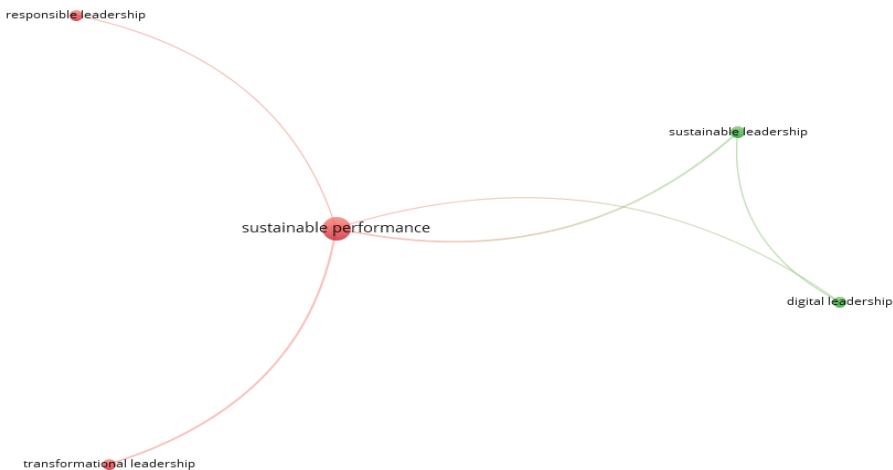 responsible leadership
sustainable leadership
sustainable performance
digital leadership
transformational leadership